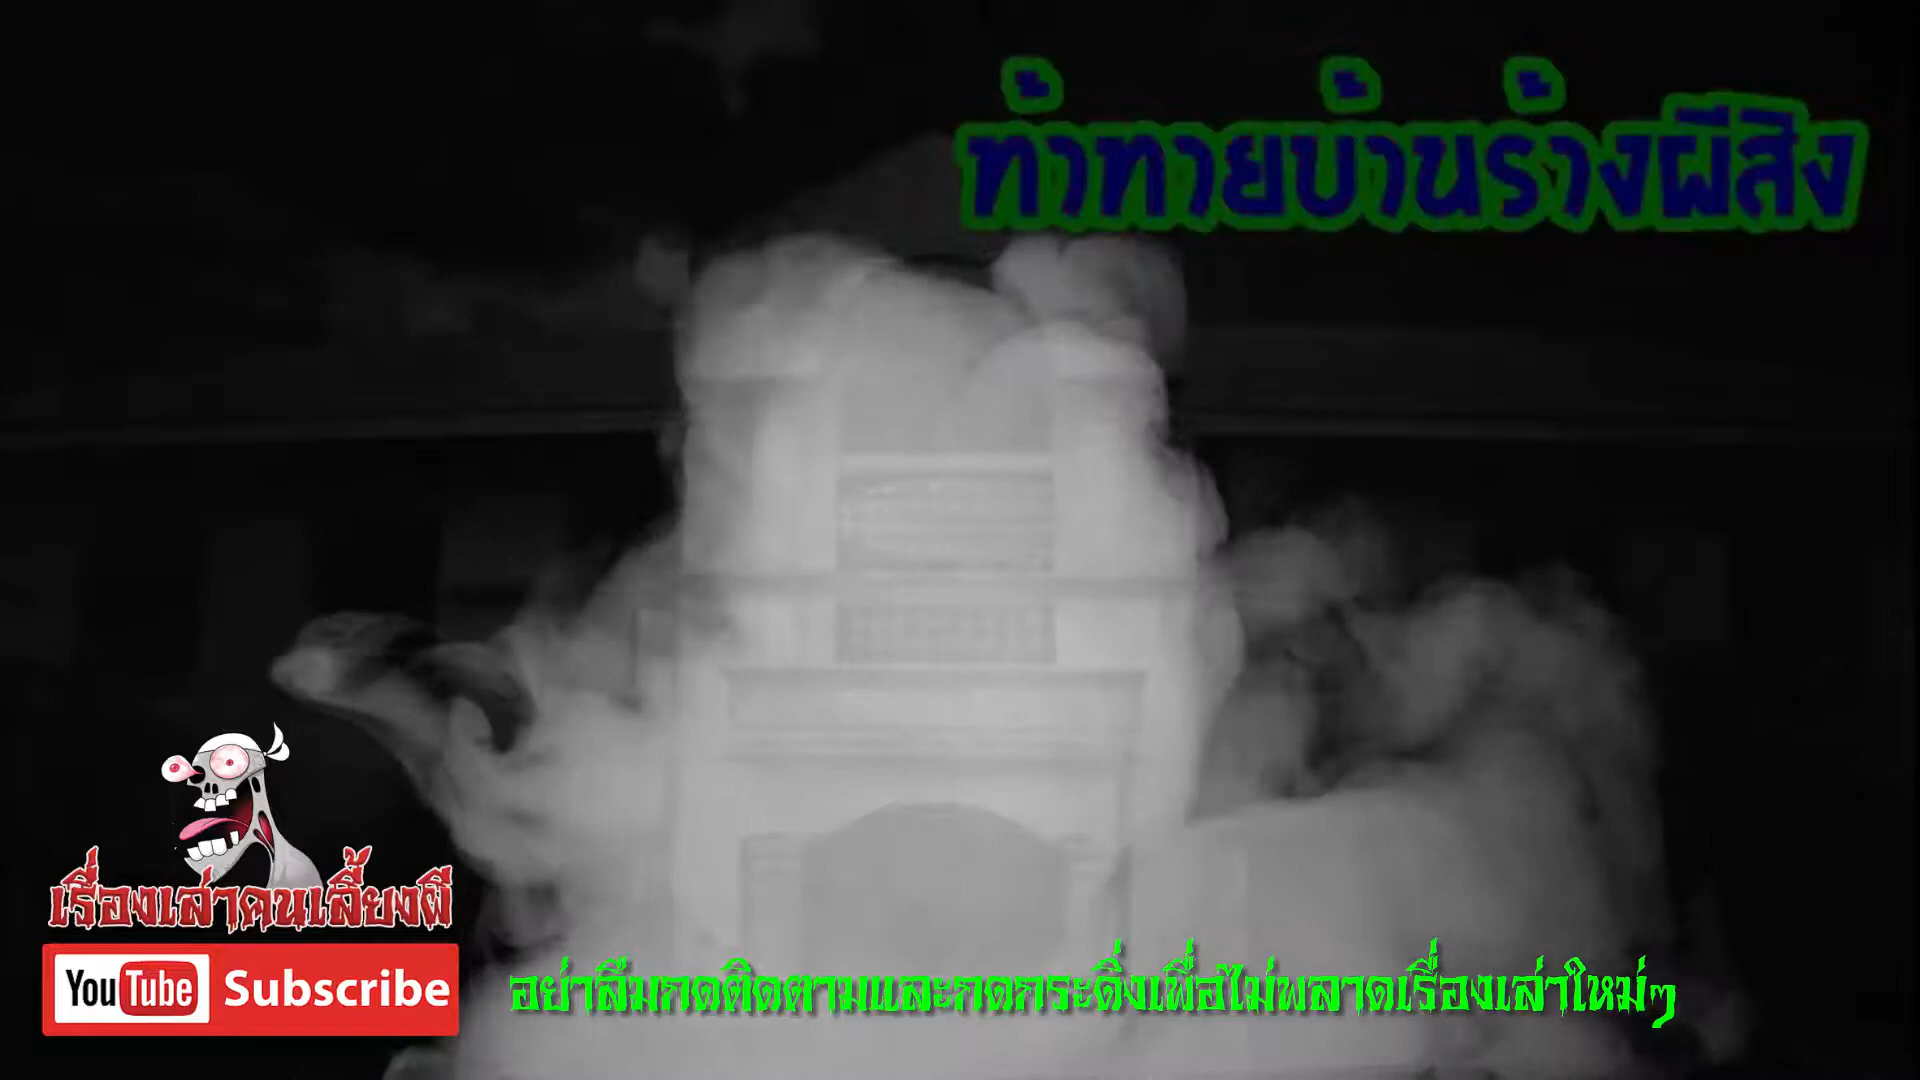 ท้าทายบ้านร้างผีสิง
เรื่องเล่าคนเลี้ยงผี
YouTube Subscribe
อย่าลืมกดติดตามและกดกระดิ่งเพื่อไม่พลาดเรื่องเล่าใหม่ๆ